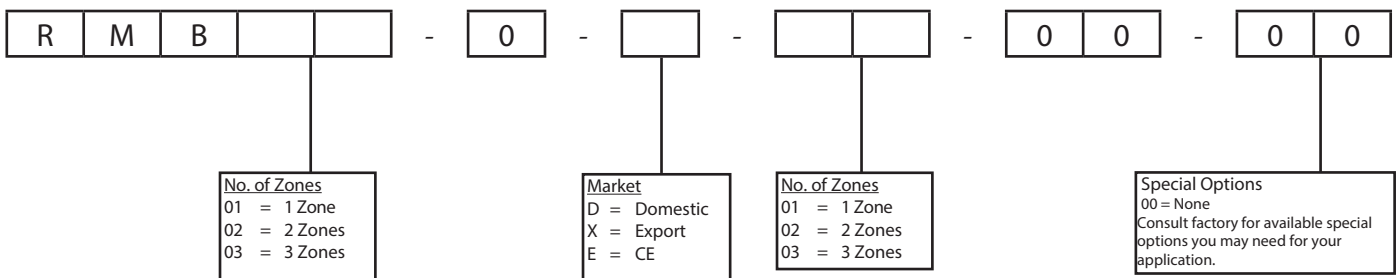 R M B - 0 - - - 0 0 - 0 0
No. of Zones
01 = 1 Zone
02 = 2 Zones
03 = 3 Zones
Market
D = Domestic
X = Export
E = CE
No. of Zones
01 = 1 Zone
02 = 2 Zones
03 = 3 Zones
Special Options
00 = None
Consult factory for available special
options you may need for your
application.